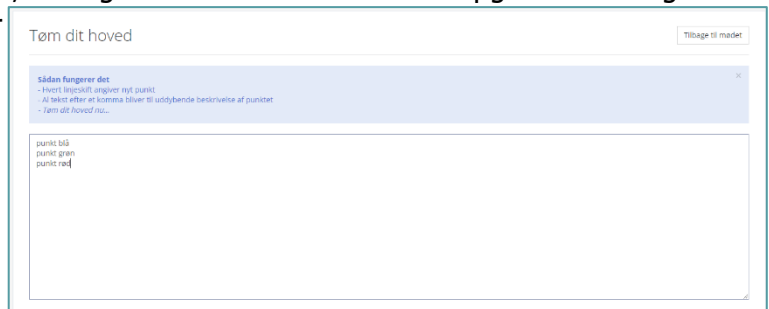 Tøm dit hoved
Tilbage til mødet
Sådan fungerer det
- Hvert linjeskift angiver nyt punkt
- Al tekst efter et komma tilføjer til uddybende beskrivelse af punktet
- Tøm dit hoved nu...
punkt blå
punkt grøn
punkt rød